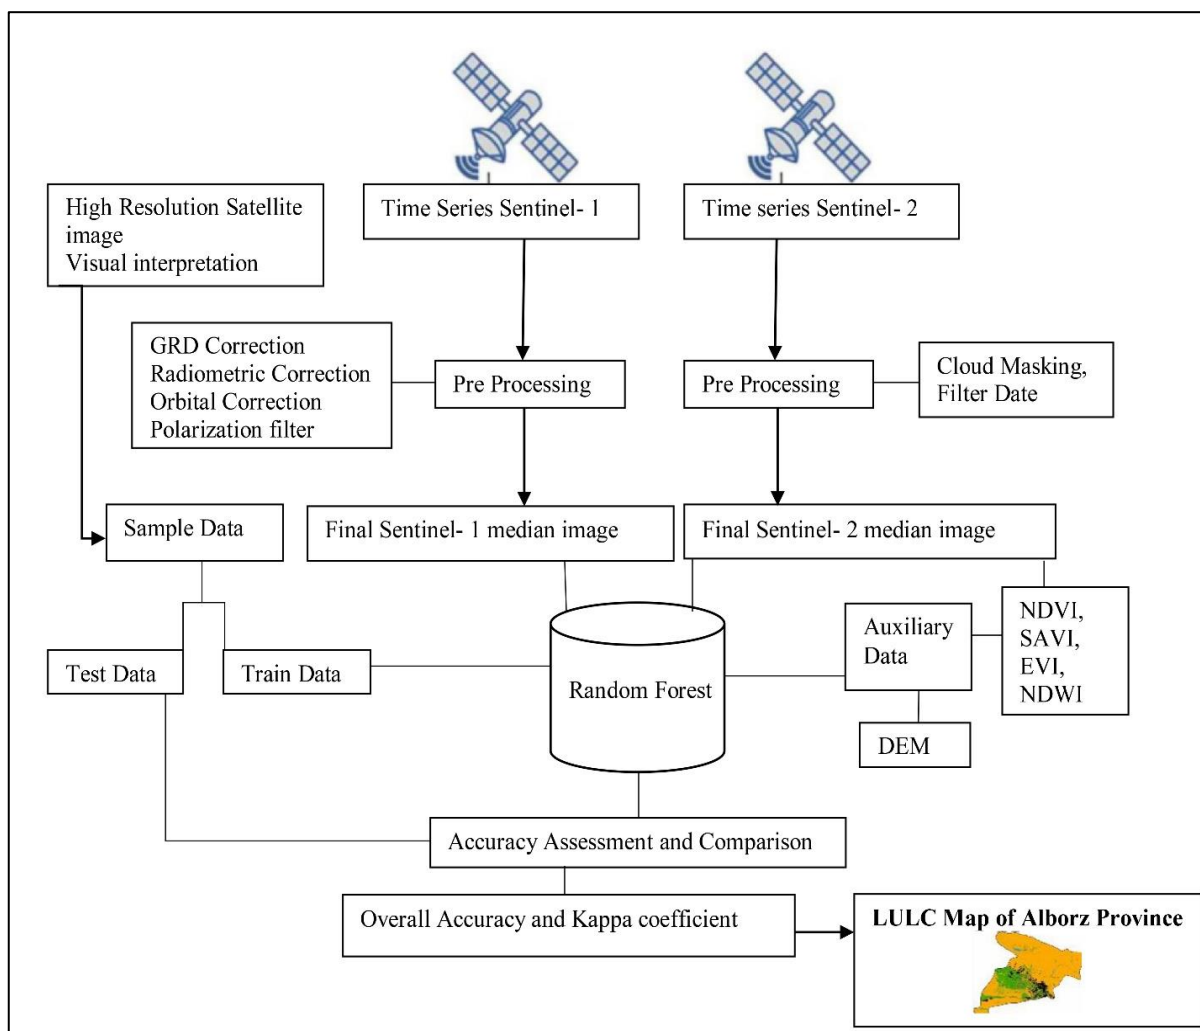 High Resolution Satellite
image
Visual interpretation
Time Series Sentinel- 1
Time series Sentinel- 2
GRD Correction
Radiometric Correction
Orbital Correction
Polarization filter
Pre Processing
Pre Processing
Cloud Masking,
Filter Date
Sample Data
Final Sentinel- 1 median image
Final Sentinel- 2 median image
Test Data
Train Data
Random Forest
Auxiliary
Data
NDVI,
SAVI,
EVI,
NDWI
DEM
Accuracy Assessment and Comparison
Overall Accuracy and Kappa coefficient
LULC Map of Alborz Province